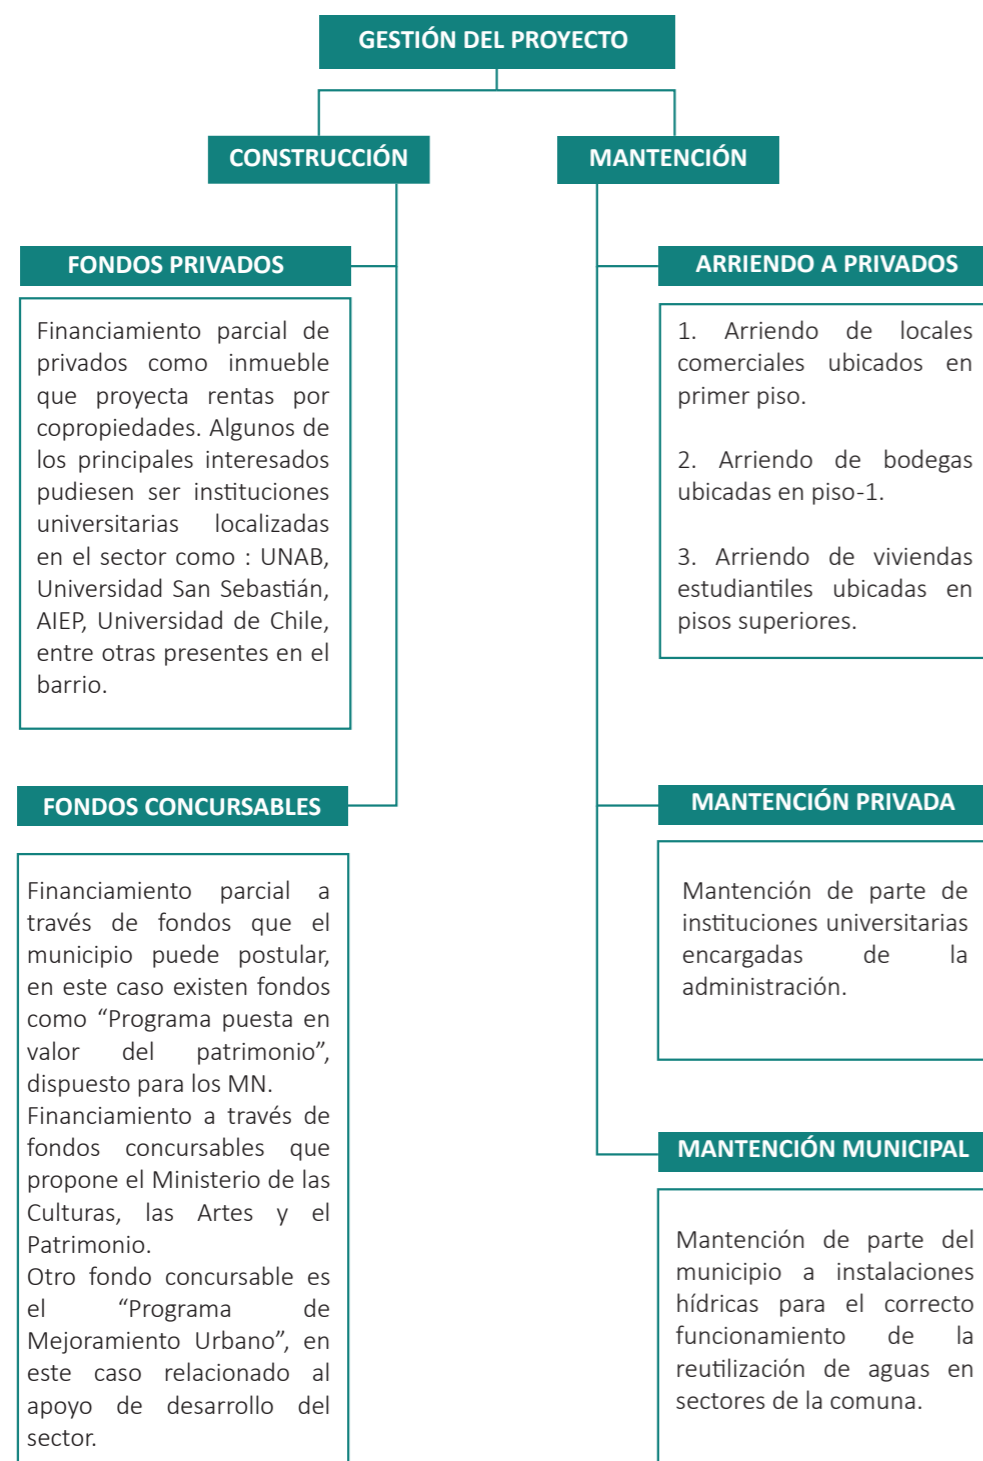 GESTIÓN DEL PROYECTO
CONSTRUCCIÓN
FONDOS PRIVADOS
Financiamiento parcial de
privados como inmueble
que proyecta rentas por
copropiedades. Algunos de
los principales interesados
pudiesen ser instituciones
universitarias localizadas
en el sector como : UNAB,
Universidad San Sebastián,
AIEP, Universidad de Chile,
entre otras presentes en el
barrio.
FONDOS CONCURSABLES
Financiamiento parcial a
través de fondos que el
municipio puede postular,
en este caso existen fondos
como “Programa puesta en
valor del patrimonio”,
dispuesto para los MN.
Financiamiento a través de
fondos concursables que
propone el Ministerio de las
Culturas, las Artes y el
Patrimonio.
Otro fondo concursable es
el “Programa de
Mejoramiento Urbano”, en
este caso relacionado al
apoyo de desarrollo del
sector.
MANTENCIÓN
ARRIENDO A PRIVADOS
1. Arriendo de locales
comerciales ubicados en
primer piso.
2. Arriendo de bodegas
ubicadas en piso-1.
3. Arriendo de viviendas
estudiantiles ubicadas en
pisos superiores.
MANTENCIÓN PRIVADA
Mantención de parte de
instituciones universitarias
encargadas de la
administración.
MANTENCIÓN MUNICIPAL
Mantención de parte del
municipio a instalaciones
hídricas para el correcto
funcionamiento de la
reutilización de aguas en
sectores de la comuna.